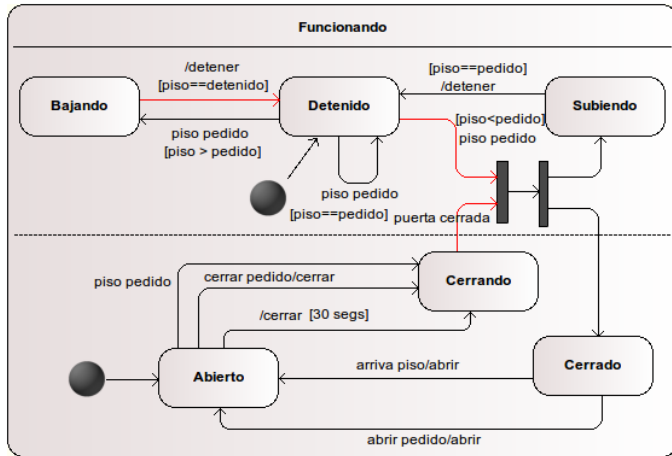 Funcionando
/detener
[piso==detenido]
Bajando
Detenido
[piso==pedido]
/detener
Subiendo
piso pedido
[piso > pedido]
[piso<pedido]
piso pedido
piso pedido
[piso==pedido]
puerta cerrada
piso pedido
cerrar pedido/cerrar
Cerrando
/cerrar [30 segs]
Abierto
arriva piso/abrir
Cerrado
abrir pedido/abrir